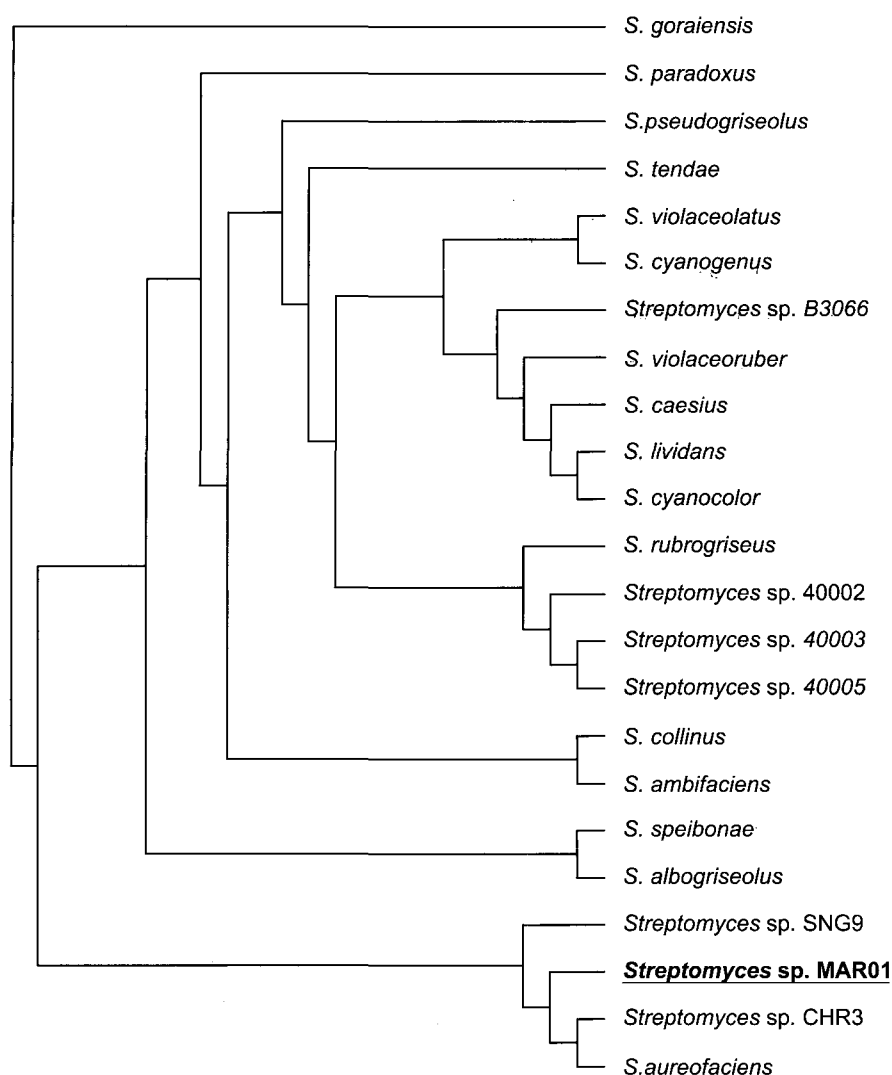 S. goraiensis
S. paradoxus
S.pseudogriseolus
S. tendae
S. violaceolatus
S. cyanogenus
Streptomyces sp. B3066
S. violaceoruber
S. caesius
S. lividans
S. cyanocolor
S. rubrogriseus
Streptomyces sp. 40002
Streptomyces sp. 40003
Streptomyces sp. 40005
S. collinus
S. ambifaciens
S. speibonae
S. albogriseolus
Streptomyces sp. SNG9
Streptomyces sp. MAR01
Streptomyces sp. CHR3
S.aureofaciens